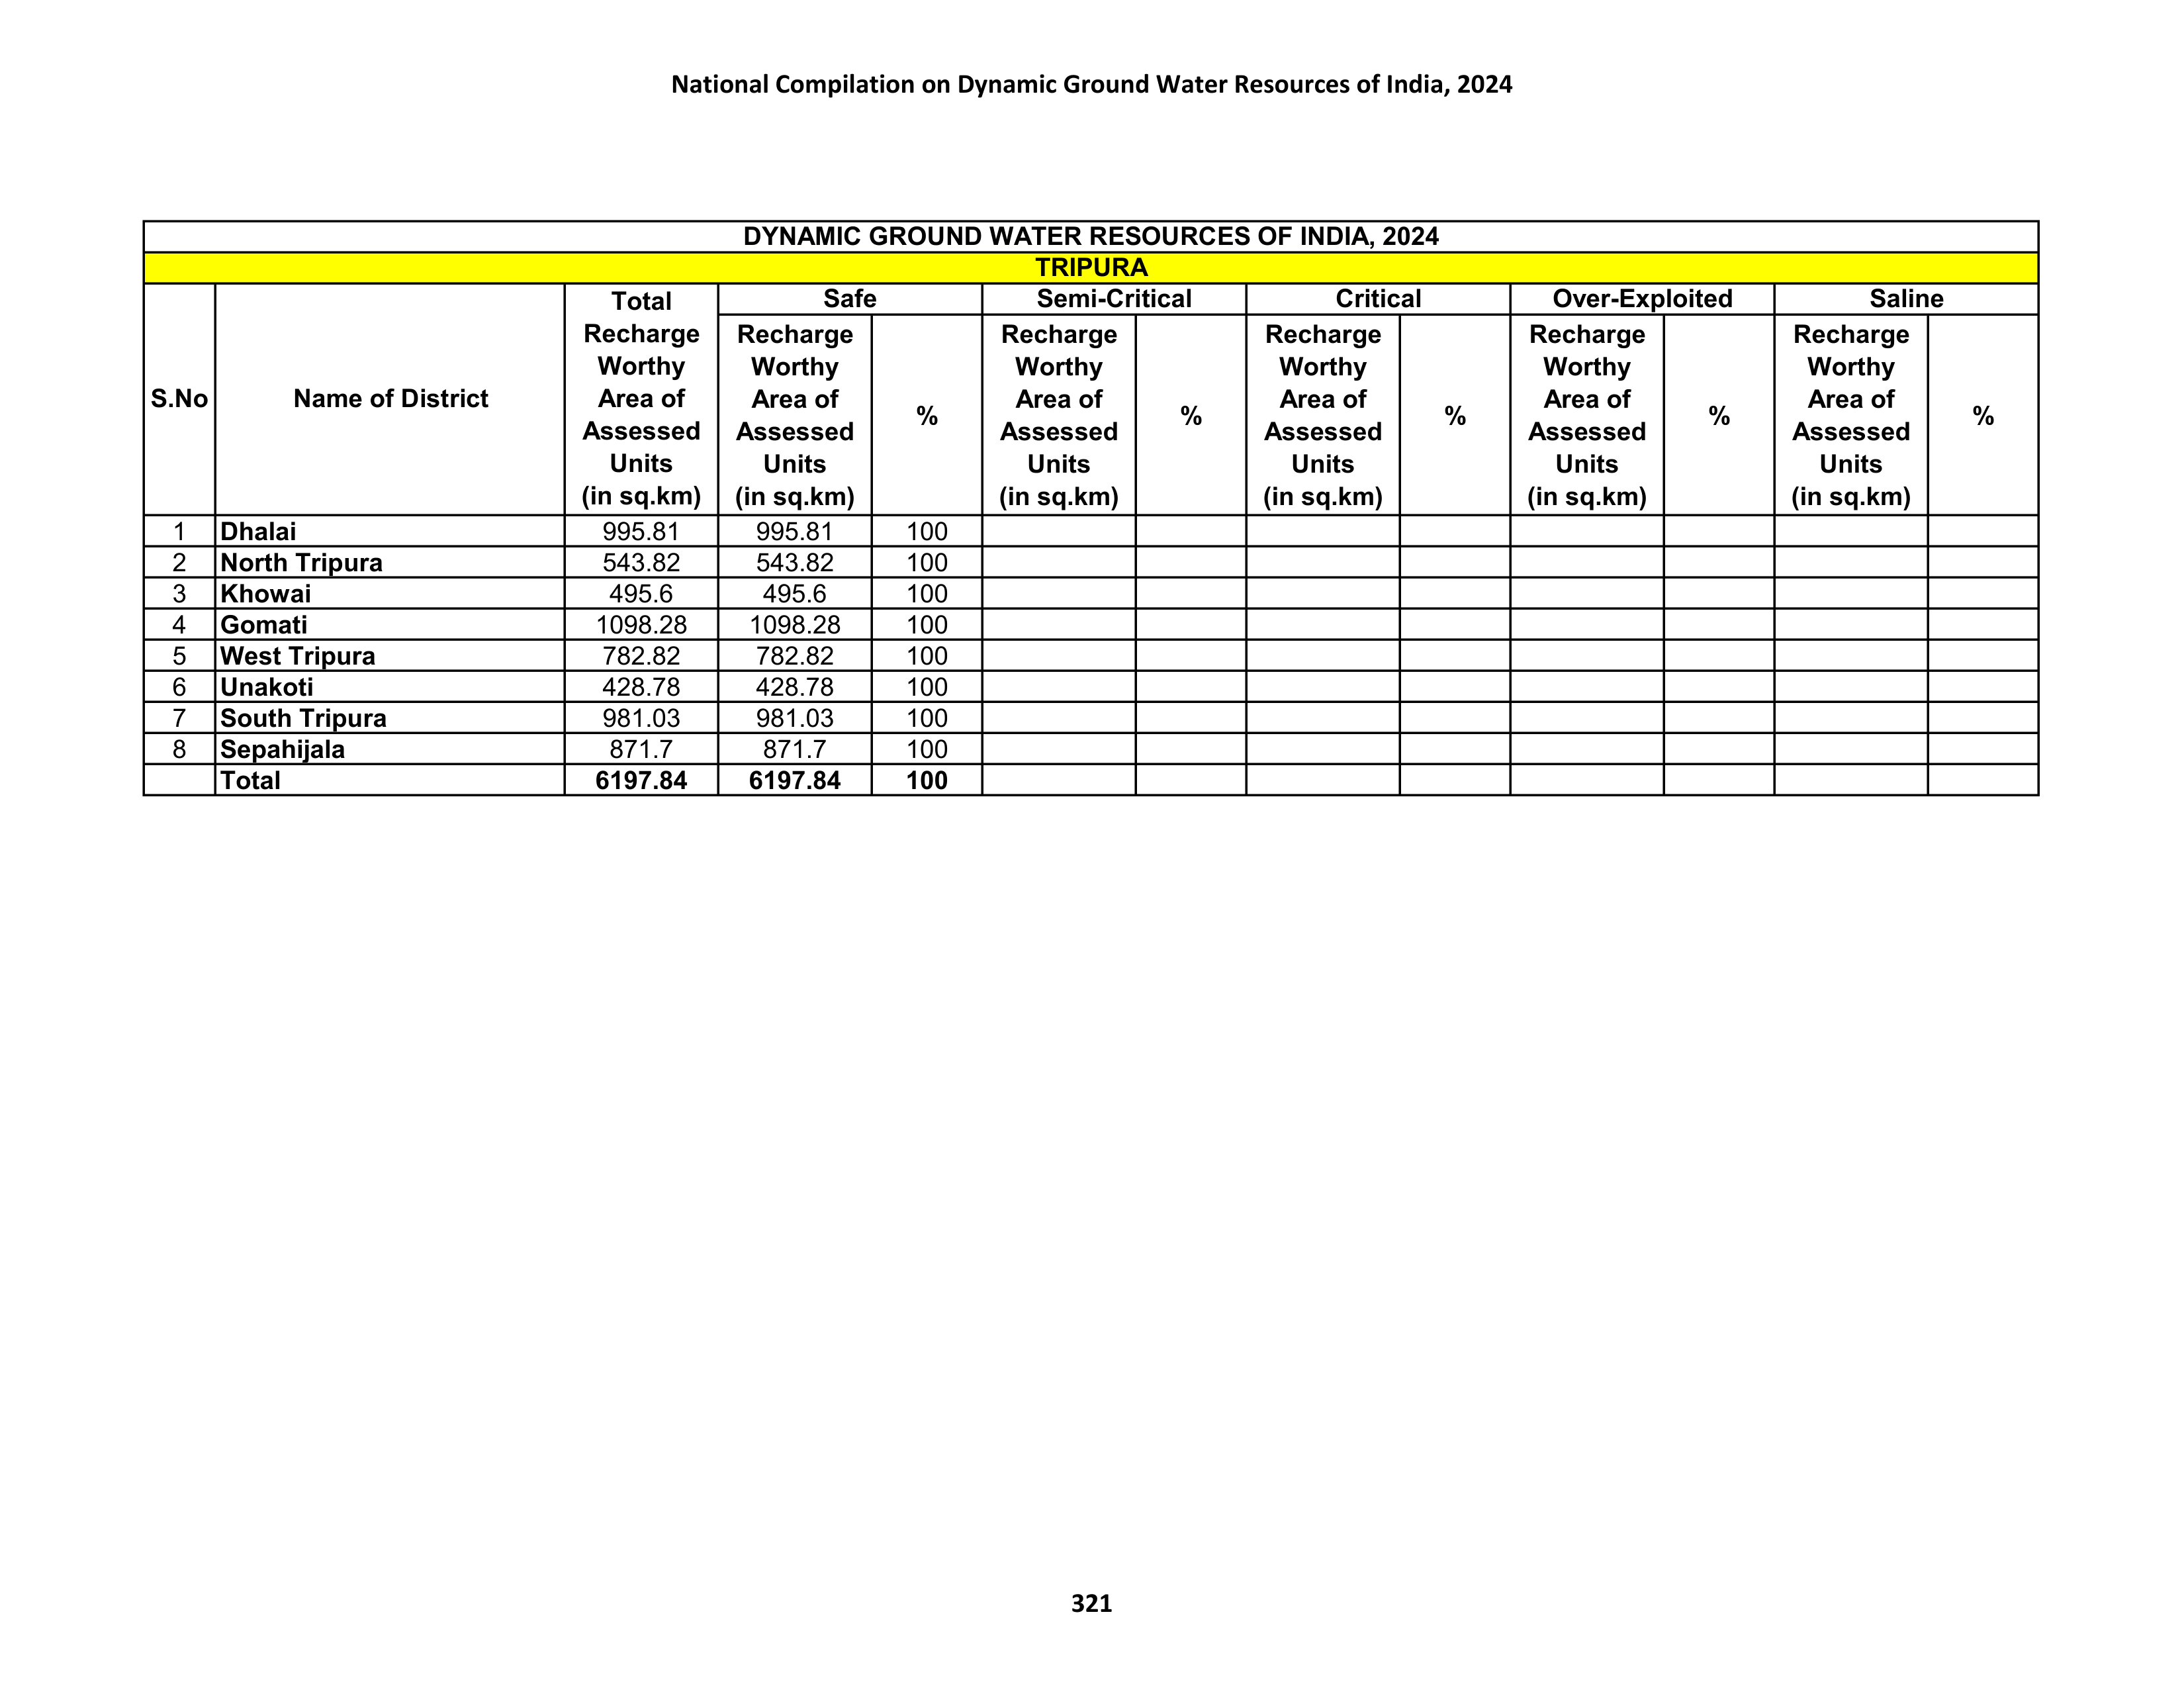 National Compilation on Dynamic Ground Water Resources of India, 2024
DYNAMIC GROUND WATER RESOURCES OF INDIA, 2024
TRIPURA
S.No
Name of District
Total
Recharge
Worthy
Area of
Assessed
Units
(in sq.km)
Safe
Semi-Critical
Critical
Over-Exploited
Saline
Recharge
Worthy
Area of
Assessed
Units
(in sq.km)
%
Recharge
Worthy
Area of
Assessed
Units
(in sq.km)
%
Recharge
Worthy
Area of
Assessed
Units
(in sq.km)
%
Recharge
Worthy
Area of
Assessed
Units
(in sq.km)
%
Recharge
Worthy
Area of
Assessed
Units
(in sq.km)
%
1 Dhalai 995.81 995.81 100
2 North Tripura 543.82 543.82 100
3 Khowai 495.6 495.6 100
4 Gomati 1098.28 1098.28 100
5 West Tripura 782.82 782.82 100
6 Unakoti 428.78 428.78 100
7 South Tripura 981.03 981.03 100
8 Sepahijala 871.7 871.7 100
Total 6197.84 6197.84 100
321